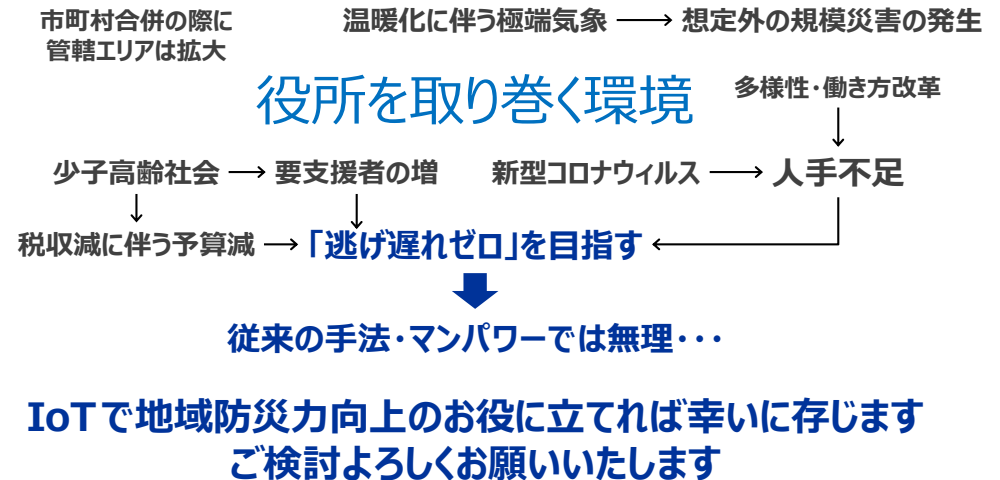 市町村合併の際に
管轄エリアは拡大
温暖化に伴う極端気象 → 想定外の規模災害の発生
役所を取り巻く環境
多様性・働き方改革
少子高齢社会 → 要支援者の増
新型コロナウィルス → 人手不足
税収減に伴う予算減 → 「逃げ遅れゼロ」を目指す
従来の手法・マンパワーでは無理・・・
IoTで地域防災力向上のお役に立てれば幸いに存じます
ご検討よろしくお願いいたします